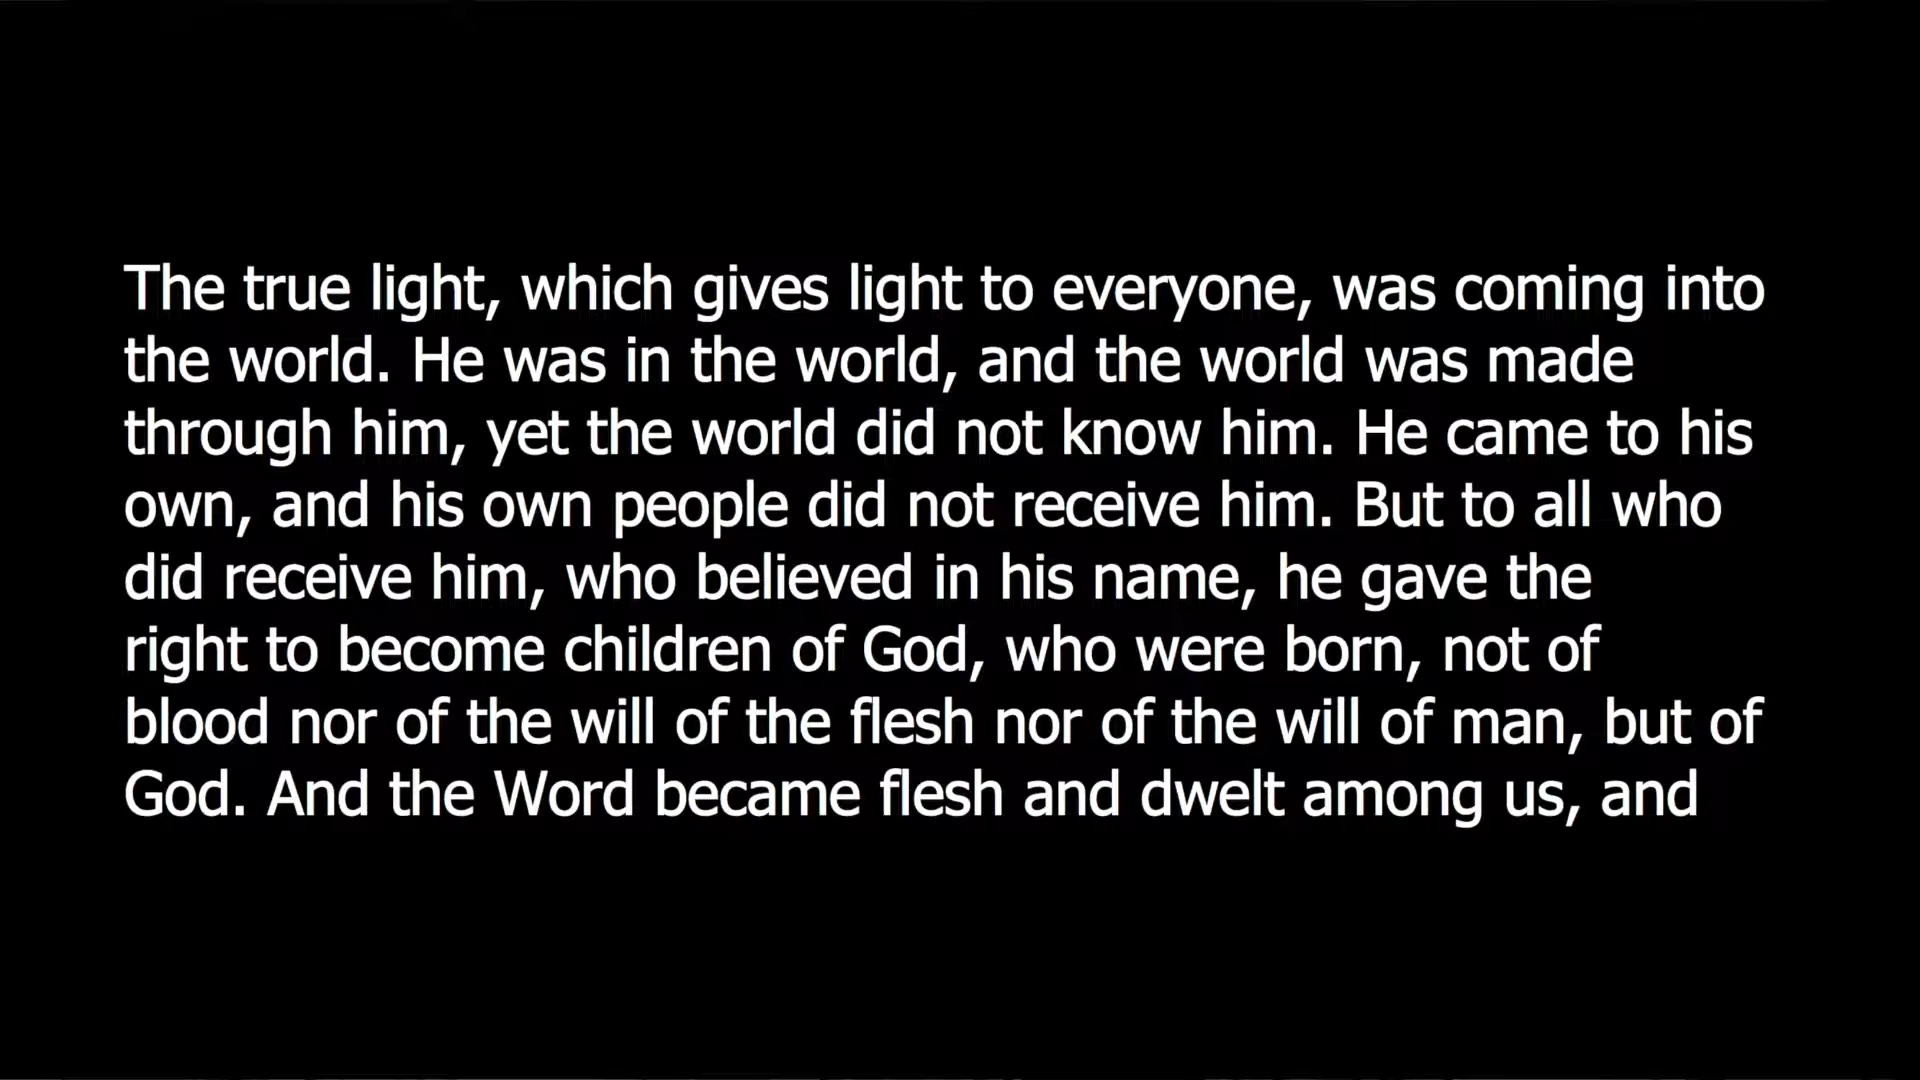 The true light, which gives light to everyone, was coming into
the world. He was in the world, and the world was made
through him, yet the world did not know him. He came to his
own, and his own people did not receive him. But to all who
did receive him, who believed in his name, he gave the
right to become children of God, who were born, not of
blood nor of the will of the flesh nor of the will of man, but of
God. And the Word became flesh and dwelt among us, and